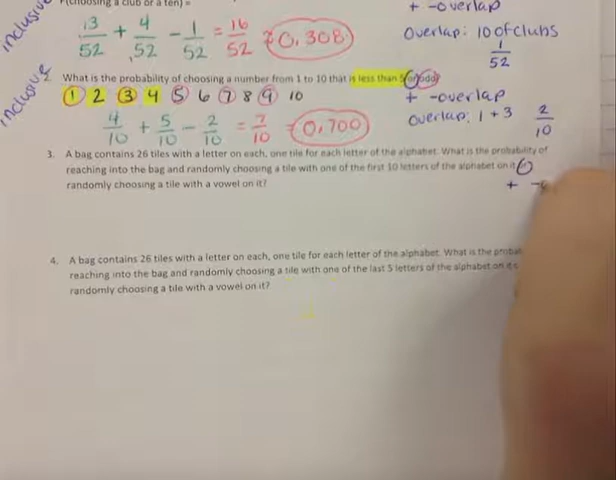 P(choosing a club or a ten) =
+ -overlap
13/52 + 4/52 - 1/52 = 16/52 ≈ 0.308
Overlap: 10 of clubs
1/52
inclusive
2. What is the probability of choosing a number from 1 to 10 that is less than 5 or odd?
1 2 3 4 5 6 7 8 9 10
+ -overlap
inclusive
4/10 + 5/10 - 2/10 = 7/10 = 0.700
overlap: 1 + 3 2/10
3. A bag contains 26 tiles with a letter on each, one tile for each letter of the alphabet. What is the probability of
reaching into the bag and randomly choosing a tile with one of the first 10 letters of the alphabet on it or
randomly choosing a tile with a vowel on it?
+ -
4. A bag contains 26 tiles with a letter on each, one tile for each letter of the alphabet. What is the
reaching into the bag and randomly choosing a tile with one of the last 5 letters of the alphabet on it
randomly choosing a tile with a vowel on it?